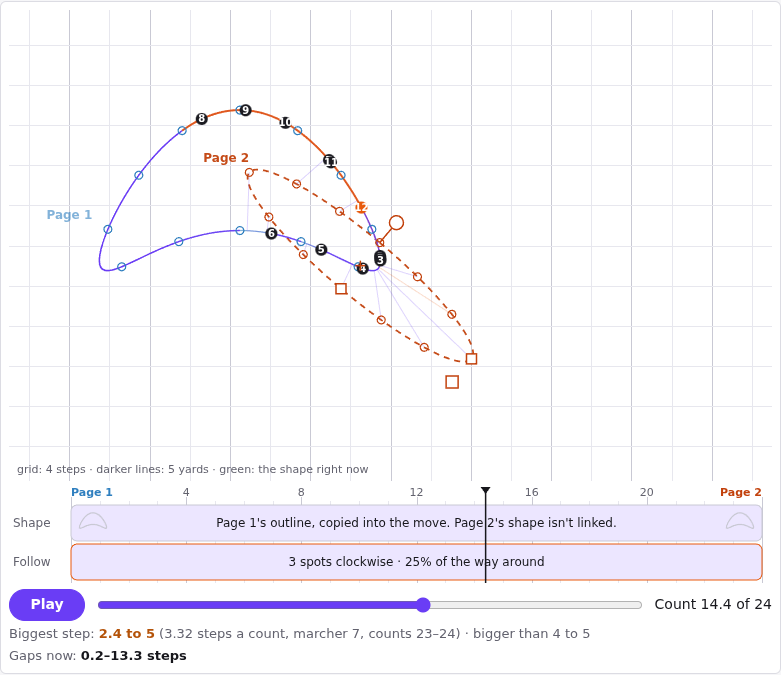 8
9
10
Page 2
11
Page 1
6
5
3
4
grid: 4 steps · darker lines: 5 yards · green: the shape right now
Page 1 4 8 12 16 20 Page 2
Shape Page 1's outline, copied into the move. Page 2's shape isn't linked.
Follow 3 spots clockwise · 25% of the way around
Play Count 14.4 of 24
Biggest step: 2.4 to 5 (3.32 steps a count, marcher 7, counts 23–24) · bigger than 4 to 5
Gaps now: 0.2–13.3 steps